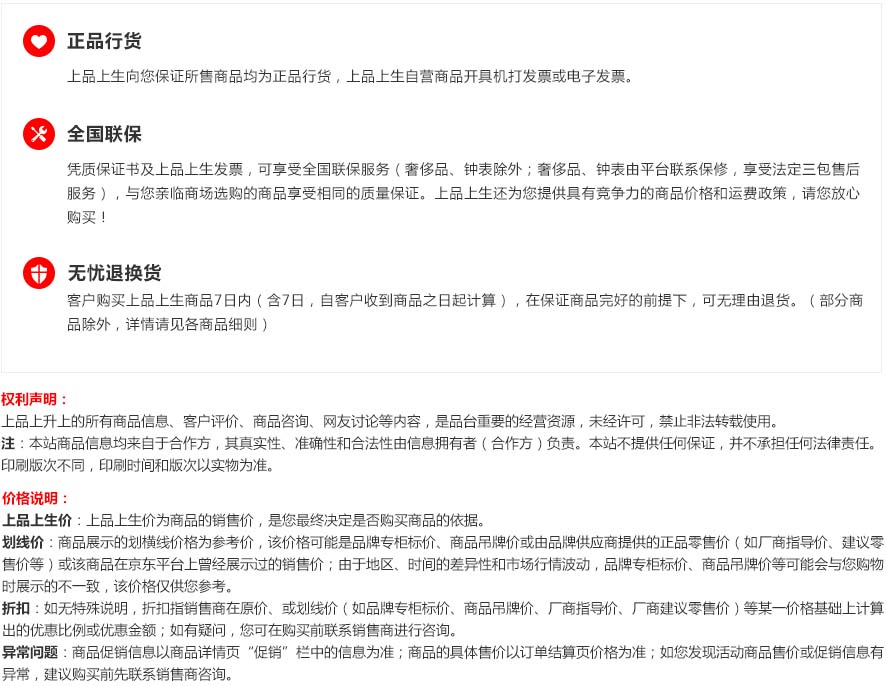 正品行货
上品上生向您保证所售商品均为正品行货，上品上生自营商品开具机打发票或电子发票。
全国联保
凭质保证书及上品上生发票，可享受全国联保服务（奢侈品、钟表除外；奢侈品、钟表由平台联系保修，享受法定三包售后
服务），与您亲临商场选购的商品享受相同的质量保证。上品上生还为您提供具有竞争力的商品价格和运费政策，请您放心
购买！
无忧退换货
客户购买上品上生商品7日内（含7日，自客户收到商品之日起计算），在保证商品完好的前提下，可无理由退货。（部分商
品除外，详情请见各商品细则）
权利声明：
上品上升上的所有商品信息、客户评价、商品咨询、网友讨论等内容，是品台重要的经营资源，未经许可，禁止非法转载使用。
注：本站商品信息均来自于合作方，其真实性、准确性和合法性由信息拥有者（合作方）负责。本站不提供任何保证，并不承担任何法律责任。
印刷版次不同，印刷时间和版次以实物为准。
价格说明：
上品上生价：上品上生价为商品的销售价，是您最终决定是否购买商品的依据。
划线价：商品展示的划横线价格为参考价，该价格可能是品牌专柜标价、商品吊牌价或由品牌供应商提供的正品零售价（如厂商指导价、建议零
售价等）或该商品在京东平台上曾经展示过的销售价；由于地区、时间的差异性和市场行情波动，品牌专柜标价、商品吊牌价等可能会与您购物
时展示的不一致，该价格仅供您参考。
折扣：如无特殊说明，折扣指销售商在原价、或划线价（如品牌专柜标价、商品吊牌价、厂商指导价、厂商建议零售价）等某一价格基础上计算
出的优惠比例或优惠金额；如有疑问，您可在购买前联系销售商进行咨询。
异常问题：商品促销信息以商品详情页“促销”栏中的信息为准；商品的具体售价以订单结算页价格为准；如您发现活动商品售价或促销信息有
异常，建议购买前先联系销售商咨询。